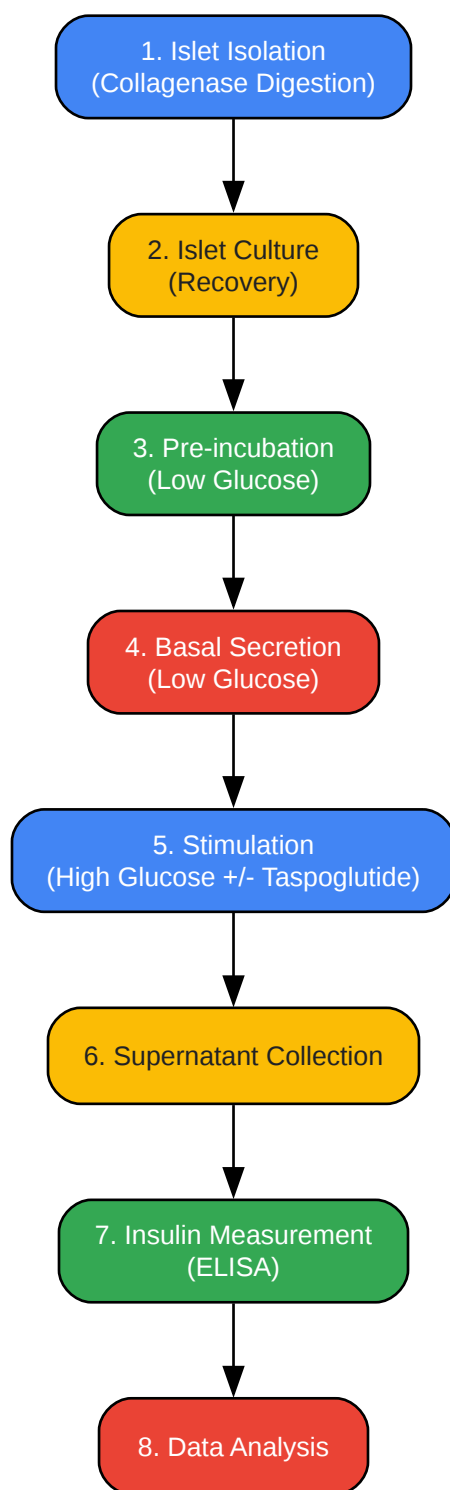 1. Islet Isolation
(Collagenase Digestion)
2. Islet Culture
(Recovery)
3. Pre-incubation
(Low Glucose)
4. Basal Secretion
(Low Glucose)
5. Stimulation
(High Glucose +/- Taspoglutide)
6. Supernatant Collection
7. Insulin Measurement
(ELISA)
8. Data Analysis